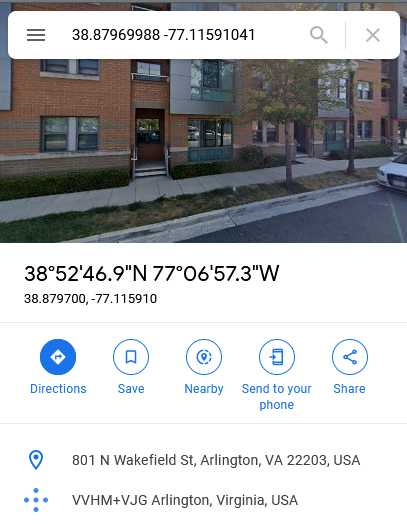 38.87969988 -77.11591041
38°52'46.9"N 77°06'57.3"W
38.879700, -77.115910
Directions
Save
Nearby
Send to your
phone
Share
801 N Wakefield St, Arlington, VA 22203, USA
VVHM+VJG Arlington, Virginia, USA